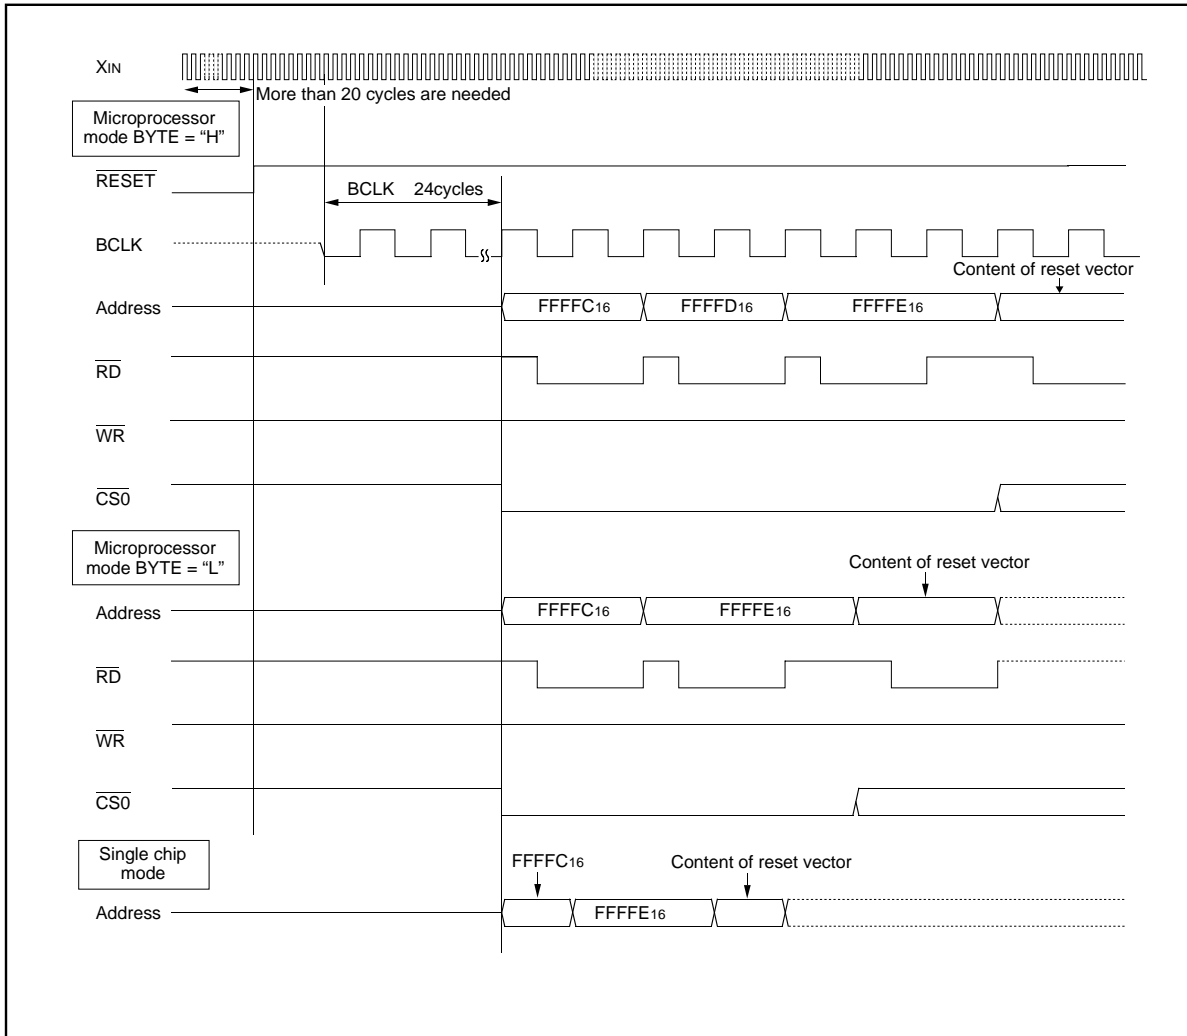 XIN
More than 20 cycles are needed
Microprocessor
mode BYTE = “H”
RESET
BCLK 24cycles
BCLK
Content of reset vector
Address FFFFC16 FFFFD16 FFFFE16
RD
WR
CS0
Microprocessor
mode BYTE = “L”
Content of reset vector
Address FFFFC16 FFFFE16
RD
WR
CS0
Single chip
mode
FFFFC16 Content of reset vector
Address FFFFE16